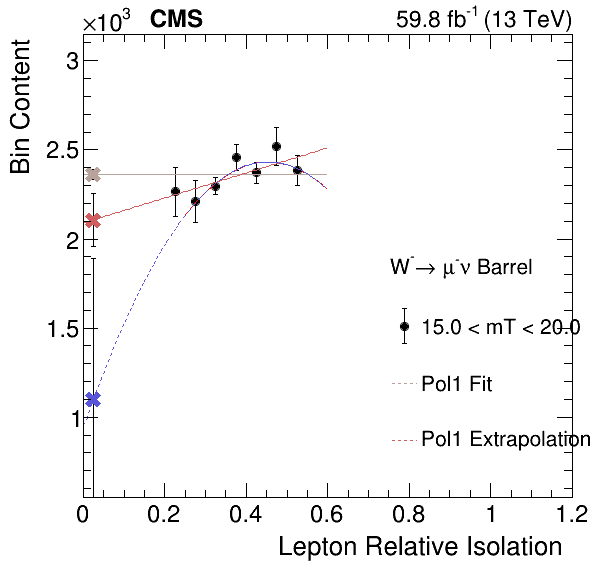 ×10³ CMS 59.8 fb⁻¹ (13 TeV)
Bin Content
3
2.5
2
1.5
1
W⁻→ μ⁻ν Barrel
15.0 < mT < 20.0
Pol1 Fit
Pol1 Extrapolation
0 0.2 0.4 0.6 0.8 1 1.2
Lepton Relative Isolation